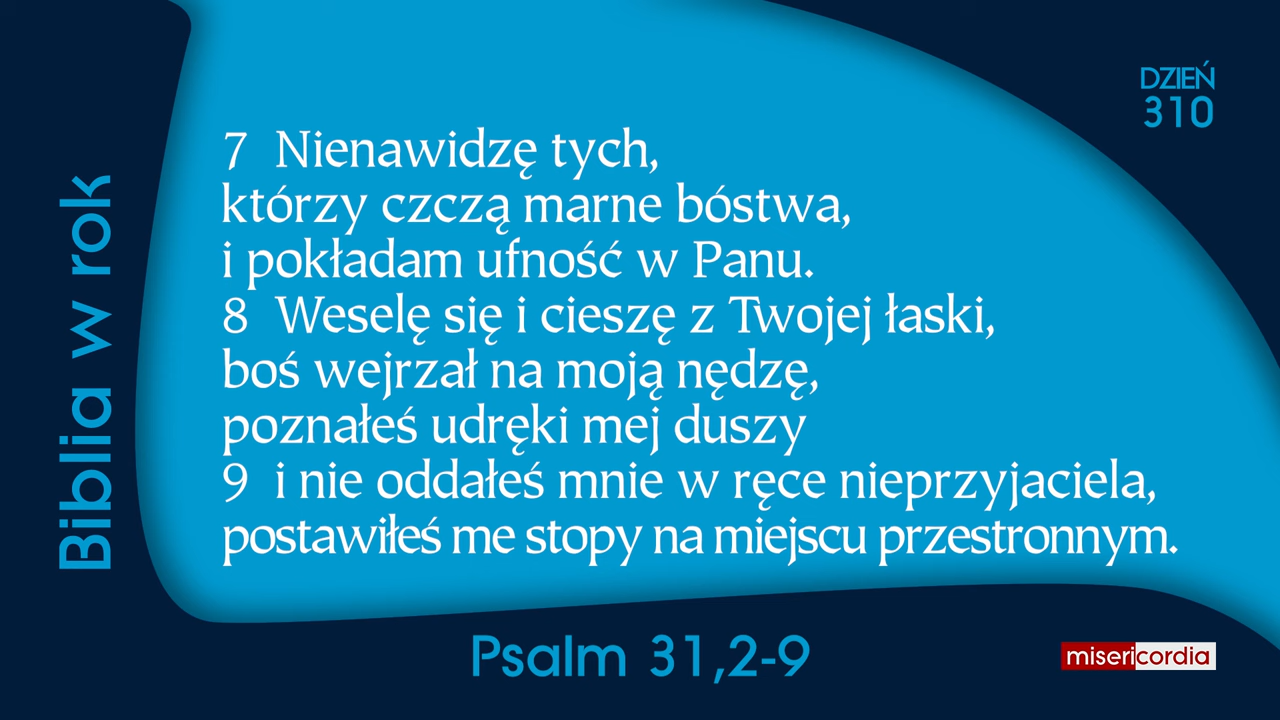 DZIEŃ
310
Biblia w rok
7 Nienawidzę tych,
którzy czczą marne bóstwa,
i pokładam ufność w Panu.
8 Weselę się i cieszę z Twojej łaski,
boś wejrzał na moją nędzę,
poznałeś udręki mej duszy
9 i nie oddałeś mnie w ręce nieprzyjaciela,
postawiłeś me stopy na miejscu przestronnym.
Psalm 31,2-9
misericordia